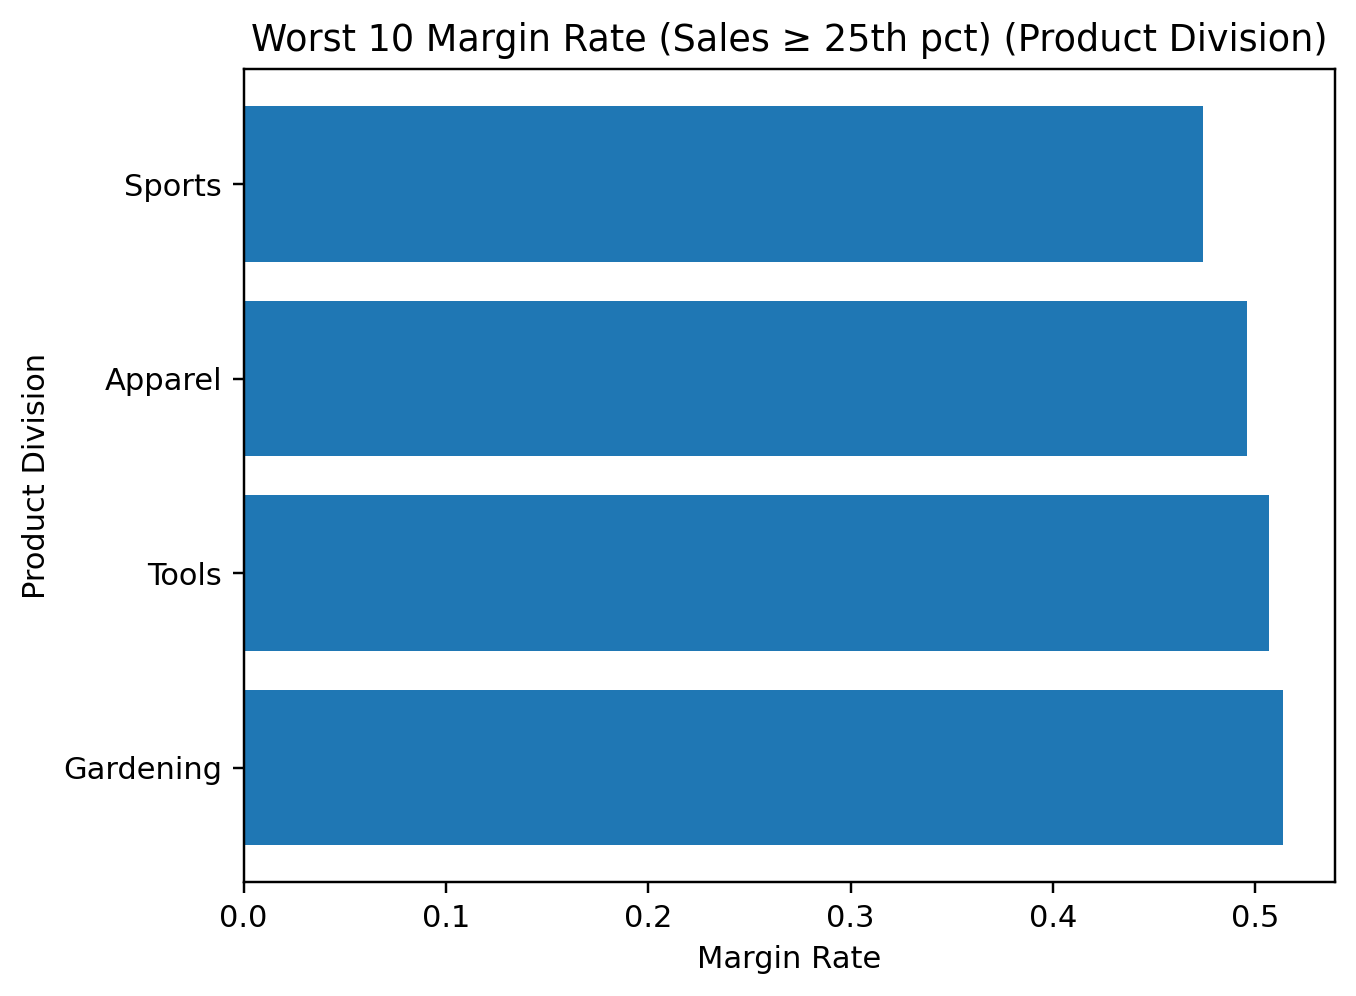 Worst 10 Margin Rate (Sales ≥ 25th pct) (Product Division)
Product Division
Sports
Apparel
Tools
Gardening
0.0 0.1 0.2 0.3 0.4 0.5
Margin Rate